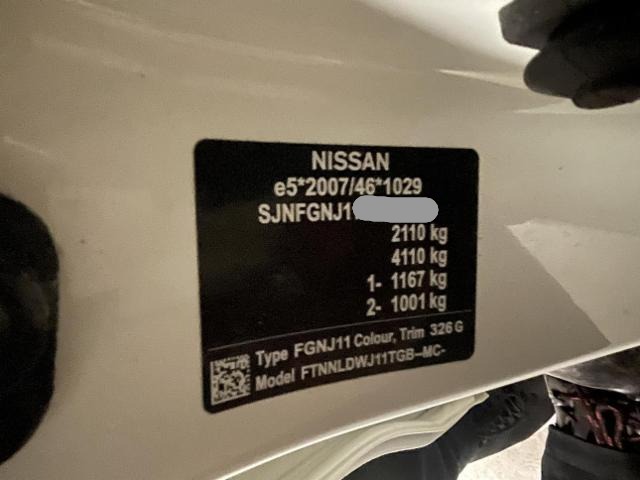 NISSAN
e5*2007/46*1029
SJNFGNJ1
2110 kg
4110 kg
1- 1167 kg
2- 1001 kg
Type FGNJ11 Colour, Trim 326 G
Model FTNNLDWJ11TGB-MC-